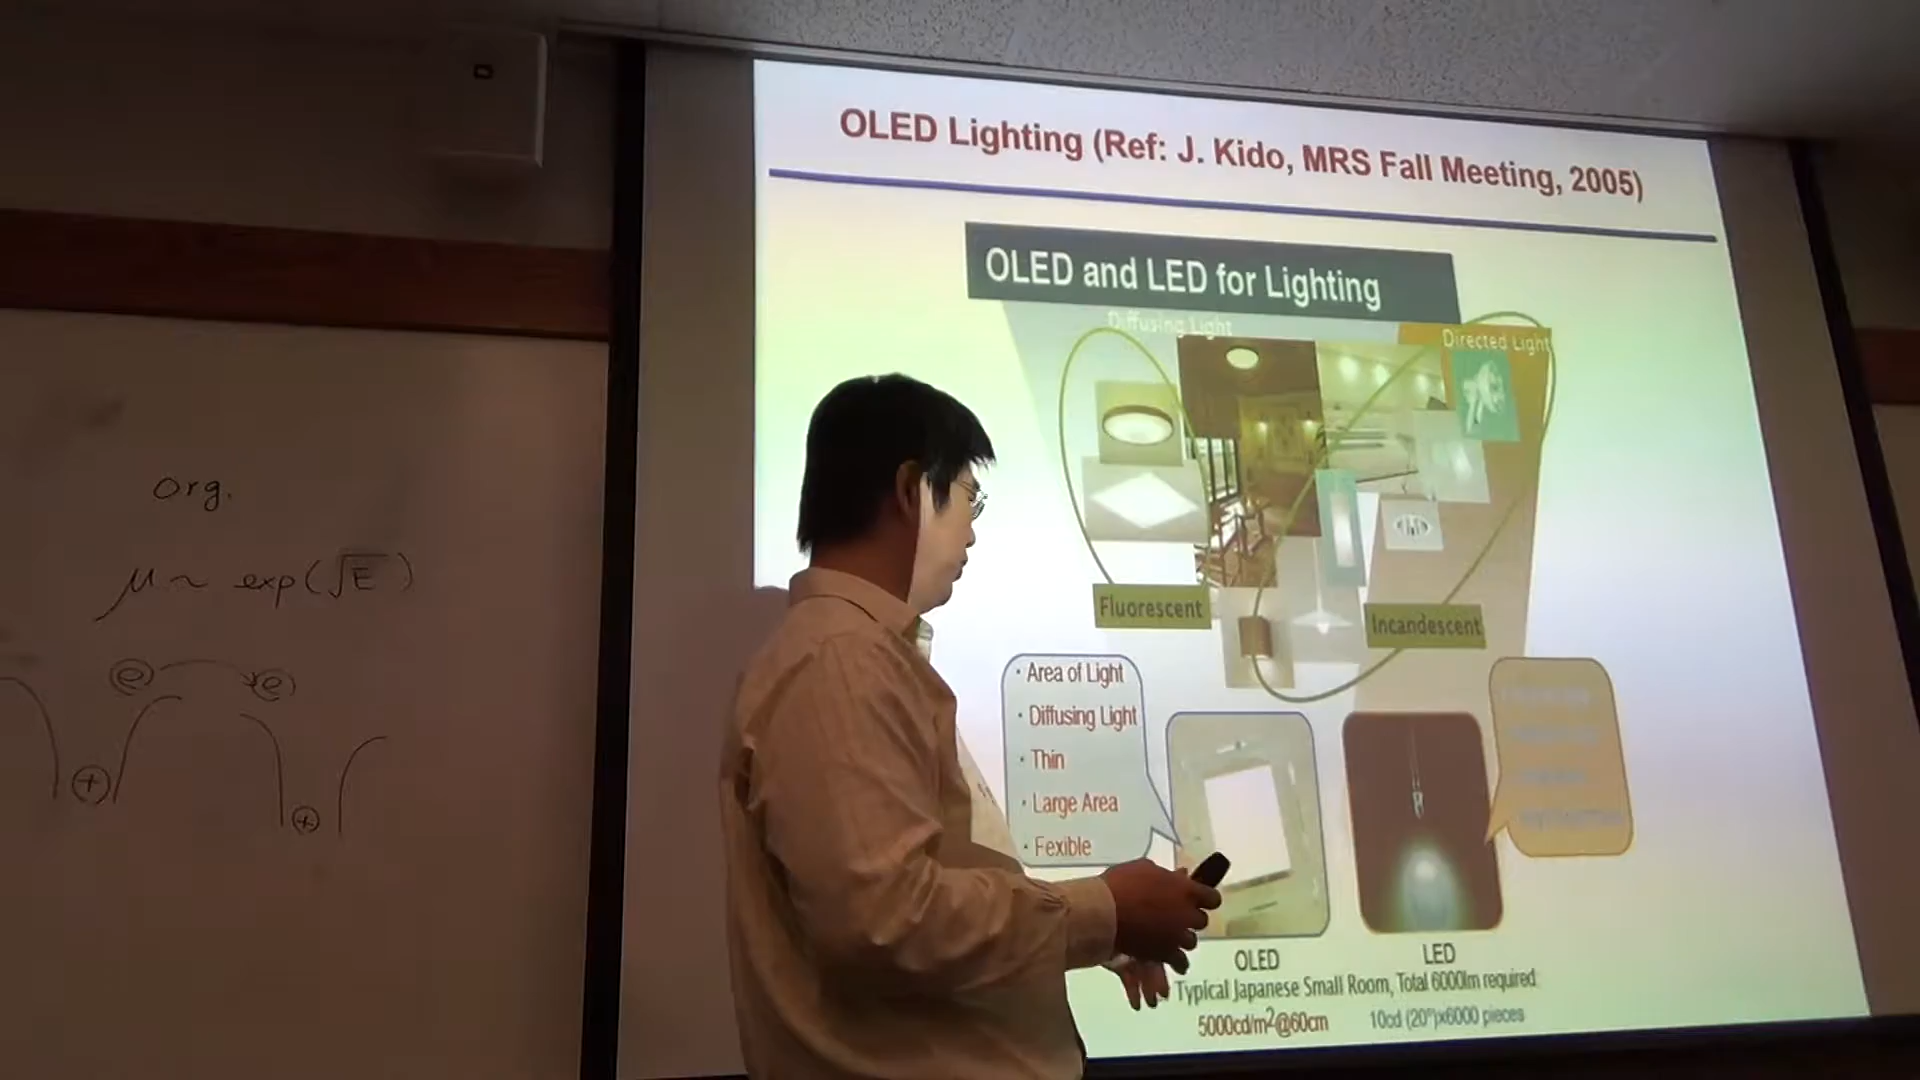 org.
μ ~ exp(√E)
e e
+ +
OLED Lighting (Ref: J. Kido, MRS Fall Meeting, 2005)
OLED and LED for Lighting
Diffusing Light
Directed Light
Fluorescent
Incandescent
· Area of Light
· Diffusing Light
· Thin
· Large Area
· Fexible
OLED
LED
Typical Japanese Small Room, Total 6000lm required
5000cd/m²@60cm
10cd (20°)x6000 pieces